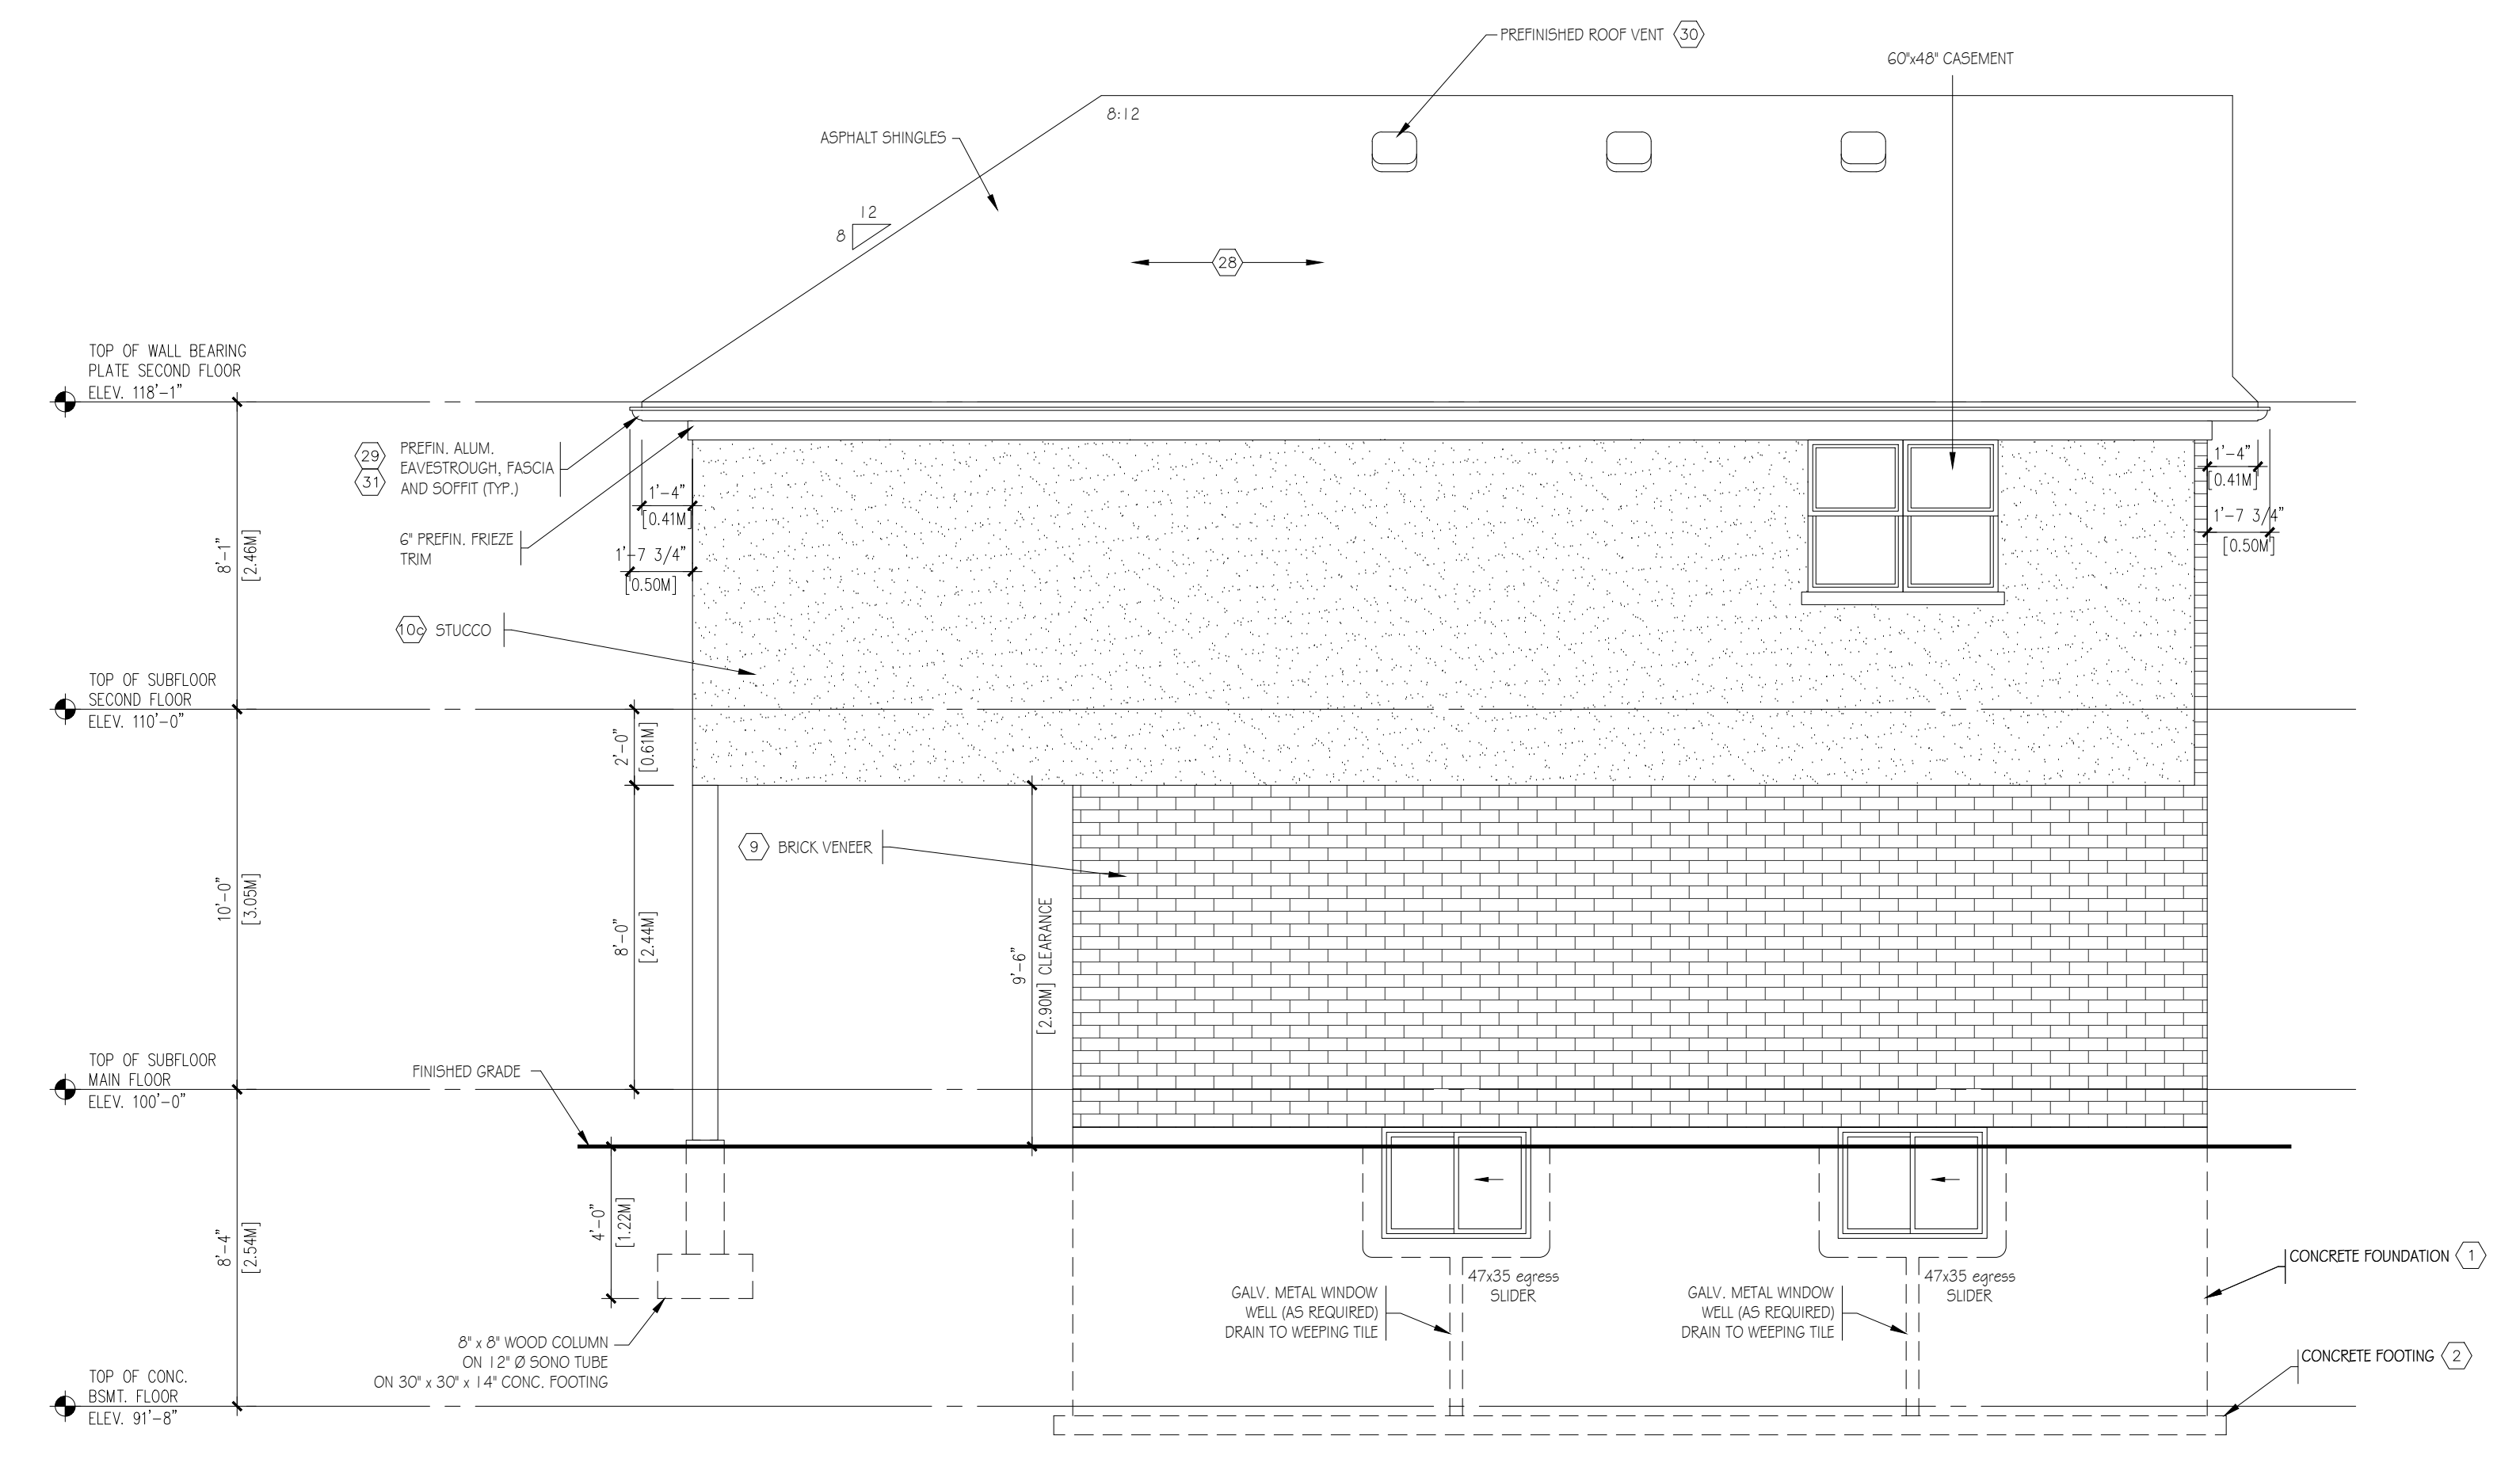 PREFINISHED ROOF VENT 30
60"x48" CASEMENT
8:12
ASPHALT SHINGLES
12
8
28
TOP OF WALL BEARING
PLATE SECOND FLOOR
ELEV. 118'-1"
29
31
PREFIN. ALUM.
EAVESTROUGH, FASCIA
AND SOFFIT (TYP.)
1'-4"
[0.41M]
1'-4"
[0.41M]
6" PREFIN. FRIEZE
TRIM
1'-7 3/4"
[0.50M]
1'-7 3/4"
[0.50M]
8'-1"
[2.46M]
10c STUCCO
TOP OF SUBFLOOR
SECOND FLOOR
ELEV. 110'-0"
2'-0"
[0.61M]
9 BRICK VENEER
10'-0"
[3.05M]
8'-0"
[2.44M]
9'-6"
[2.90M] CLEARANCE
TOP OF SUBFLOOR
MAIN FLOOR
ELEV. 100'-0"
FINISHED GRADE
4'-0"
[1.22M]
8'-4"
[2.54M]
CONCRETE FOUNDATION 1
47x35 egress
SLIDER
47x35 egress
SLIDER
GALV. METAL WINDOW
WELL (AS REQUIRED)
DRAIN TO WEEPING TILE
GALV. METAL WINDOW
WELL (AS REQUIRED)
DRAIN TO WEEPING TILE
8" x 8" WOOD COLUMN
ON 12" Ø SONO TUBE
ON 30" x 30" x 14" CONC. FOOTING
CONCRETE FOOTING 2
TOP OF CONC.
BSMT. FLOOR
ELEV. 91'-8"